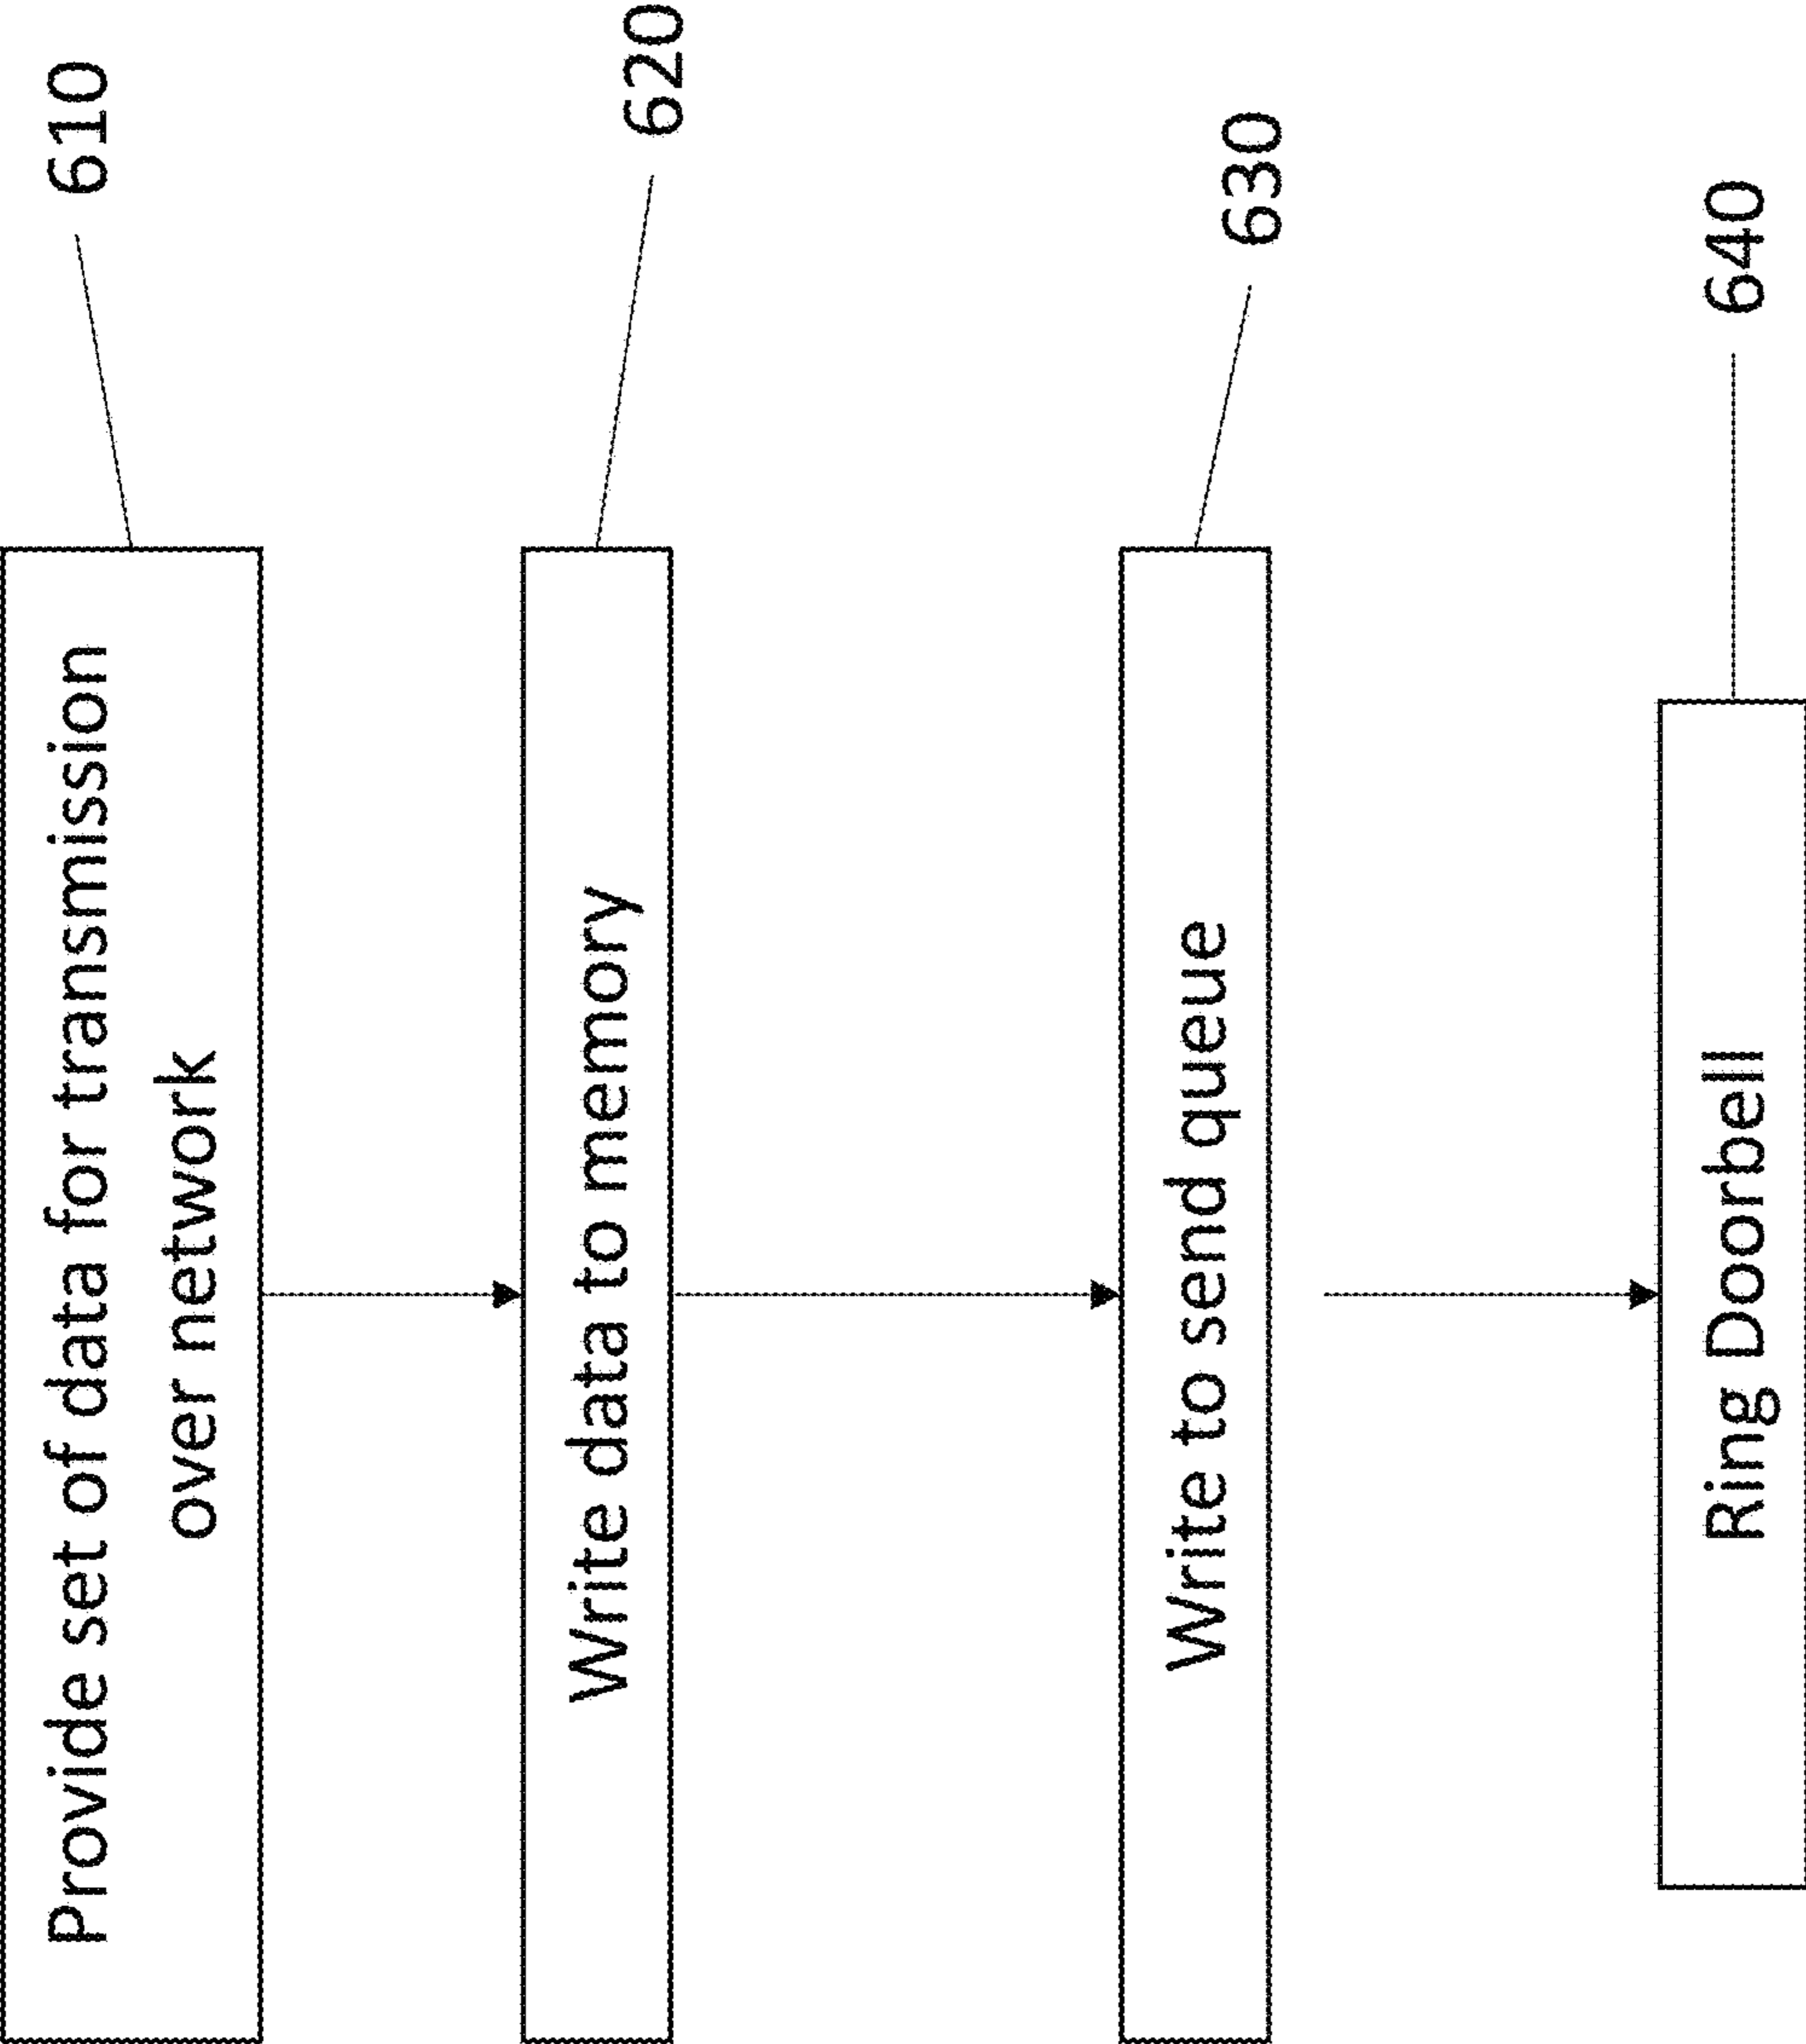 Provide set of data for transmission
over network
610
Write data to memory
620
Write to send queue
630
Ring Doorbell
640